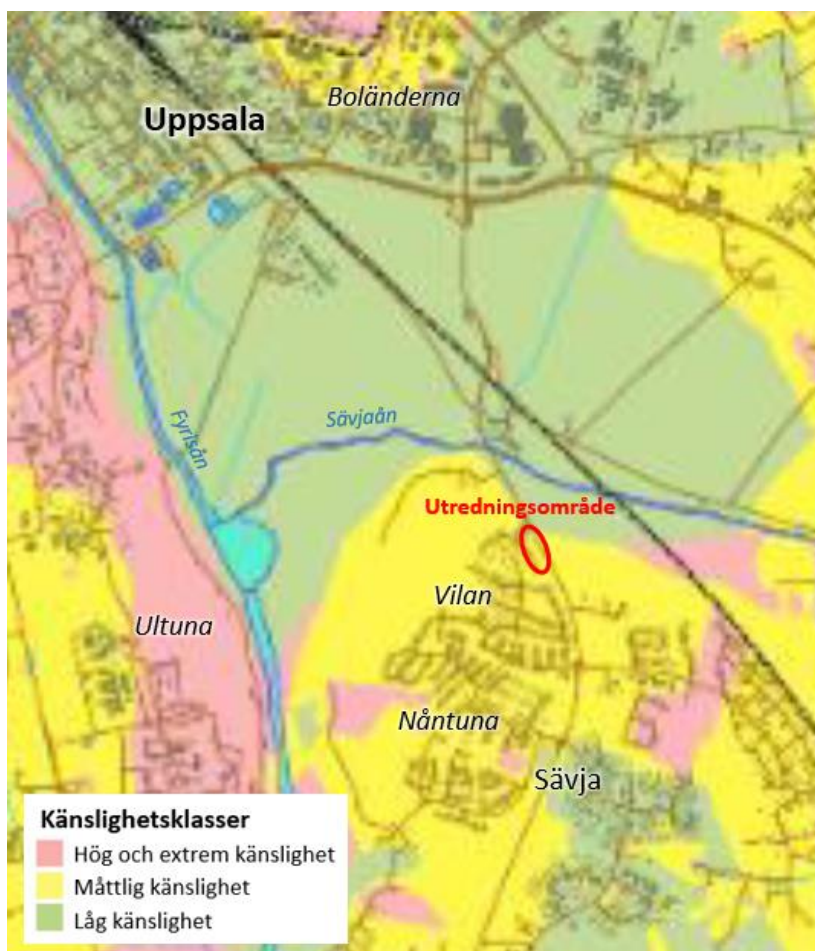 Boländerna
Uppsala
Fyrisån
Sävjaån
Utredningsområde
Vilan
Ultuna
Nåntuna
Sävja
Känslighetsklasser
Hög och extrem känslighet
Måttlig känslighet
Låg känslighet